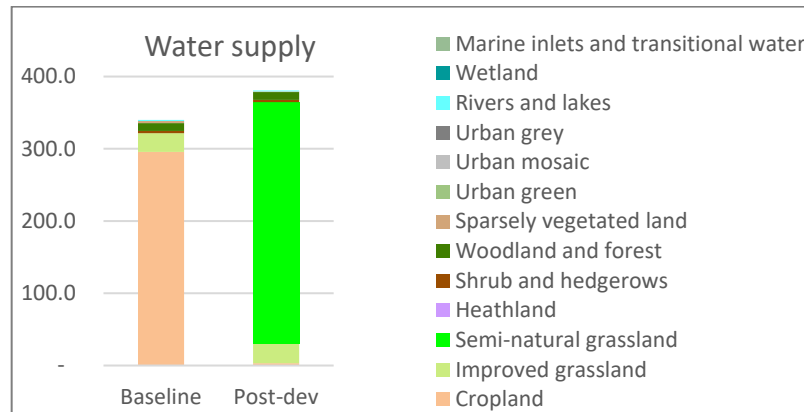 Water supply
400.0
300.0
200.0
100.0
-
Baseline
Post-dev
Marine inlets and transitional water
Wetland
Rivers and lakes
Urban grey
Urban mosaic
Urban green
Sparsely vegetated land
Woodland and forest
Shrub and hedgerows
Heathland
Semi-natural grassland
Improved grassland
Cropland